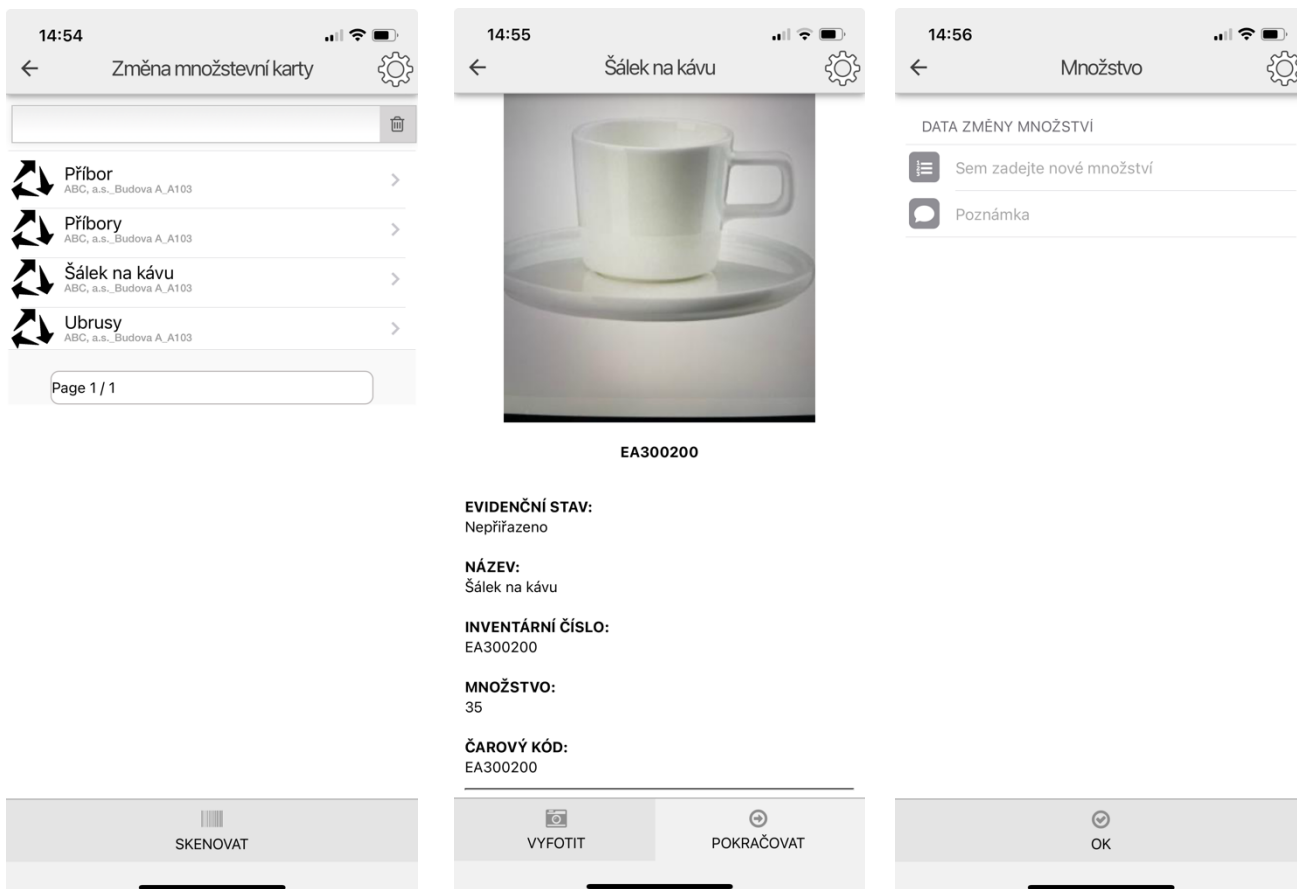 14:54
Změna množstevní karty
Příbor
ABC, a.s._Budova A_A103
Příbory
ABC, a.s._Budova A_A103
Šálek na kávu
ABC, a.s._Budova A_A103
Ubrusy
ABC, a.s._Budova A_A103
Page 1 / 1
SKENOVAT
14:55
Šálek na kávu
EA300200
EVIDENČNÍ STAV:
Nepřiřazeno
NÁZEV:
Šálek na kávu
INVENTÁRNÍ ČÍSLO:
EA300200
MNOŽSTVO:
35
ČAROVÝ KÓD:
EA300200
VYFOTIT
POKRAČOVAT
14:56
Množstvo
DATA ZMĚNY MNOŽSTVÍ
Sem zadejte nové množství
Poznámka
OK